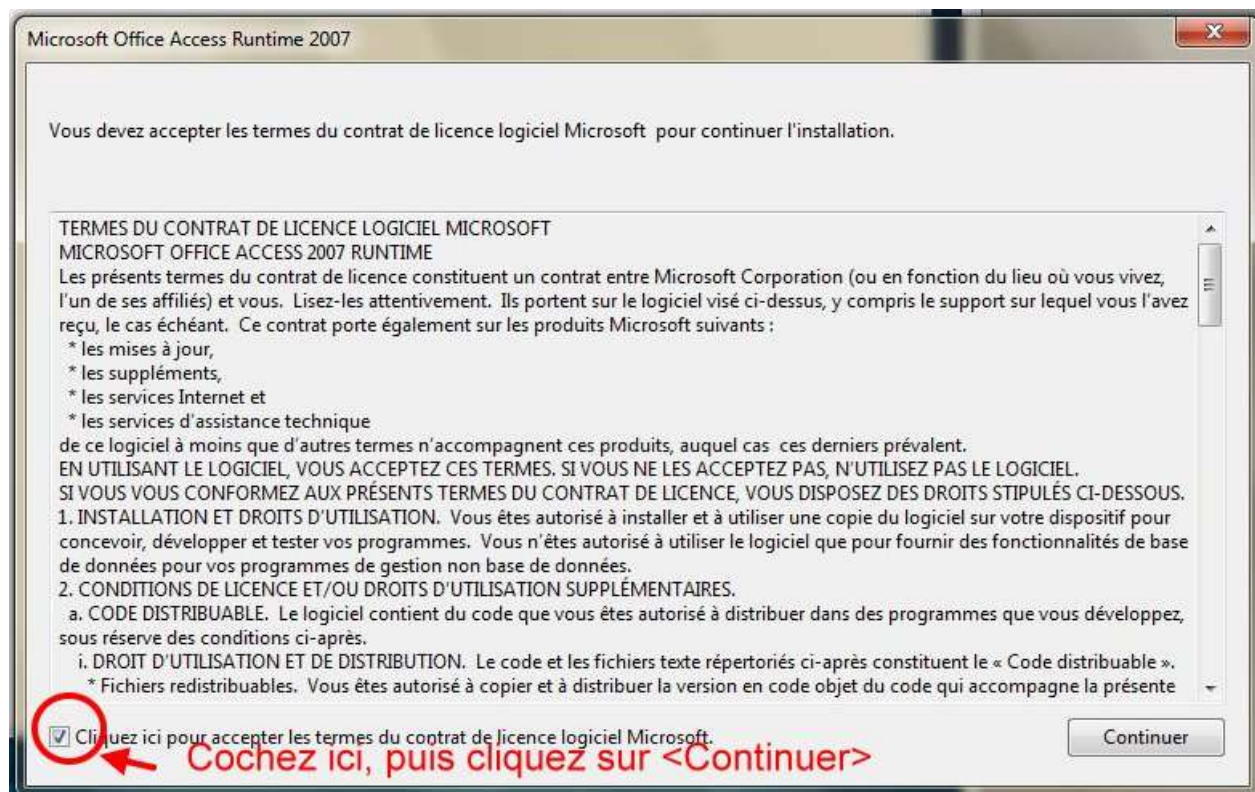 Microsoft Office Access Runtime 2007
Vous devez accepter les termes du contrat de licence logiciel Microsoft  pour continuer l'installation.
TERMES DU CONTRAT DE LICENCE LOGICIEL MICROSOFT
MICROSOFT OFFICE ACCESS 2007 RUNTIME
Les présents termes du contrat de licence constituent un contrat entre Microsoft Corporation (ou en fonction du lieu où vous vivez,
l'un de ses affiliés) et vous.  Lisez-les attentivement.  Ils portent sur le logiciel visé ci-dessus, y compris le support sur lequel vous l'avez
reçu, le cas échéant.  Ce contrat porte également sur les produits Microsoft suivants :
* les mises à jour,
* les suppléments,
* les services Internet et
* les services d'assistance technique
de ce logiciel à moins que d'autres termes n'accompagnent ces produits, auquel cas  ces derniers prévalent.
EN UTILISANT LE LOGICIEL, VOUS ACCEPTEZ CES TERMES. SI VOUS NE LES ACCEPTEZ PAS, N'UTILISEZ PAS LE LOGICIEL.
SI VOUS VOUS CONFORMEZ AUX PRÉSENTS TERMES DU CONTRAT DE LICENCE, VOUS DISPOSEZ DES DROITS STIPULÉS CI-DESSOUS.
1. INSTALLATION ET DROITS D'UTILISATION.  Vous êtes autorisé à installer et à utiliser une copie du logiciel sur votre dispositif pour
concevoir, développer et tester vos programmes.  Vous n'êtes autorisé à utiliser le logiciel que pour fournir des fonctionnalités de base
de données pour vos programmes de gestion non base de données.
2. CONDITIONS DE LICENCE ET/OU DROITS D'UTILISATION SUPPLÉMENTAIRES.
a. CODE DISTRIBUABLE.  Le logiciel contient du code que vous êtes autorisé à distribuer dans des programmes que vous développez,
sous réserve des conditions ci-après.
i. DROIT D'UTILISATION ET DE DISTRIBUTION.  Le code et les fichiers texte répertoriés ci-après constituent le « Code distribuable ».
* Fichiers redistribuables.  Vous êtes autorisé à copier et à distribuer la version en code objet du code qui accompagne la présente
Cliquez ici pour accepter les termes du contrat de licence logiciel Microsoft.
Continuer
Cochez ici, puis cliquez sur <Continuer>